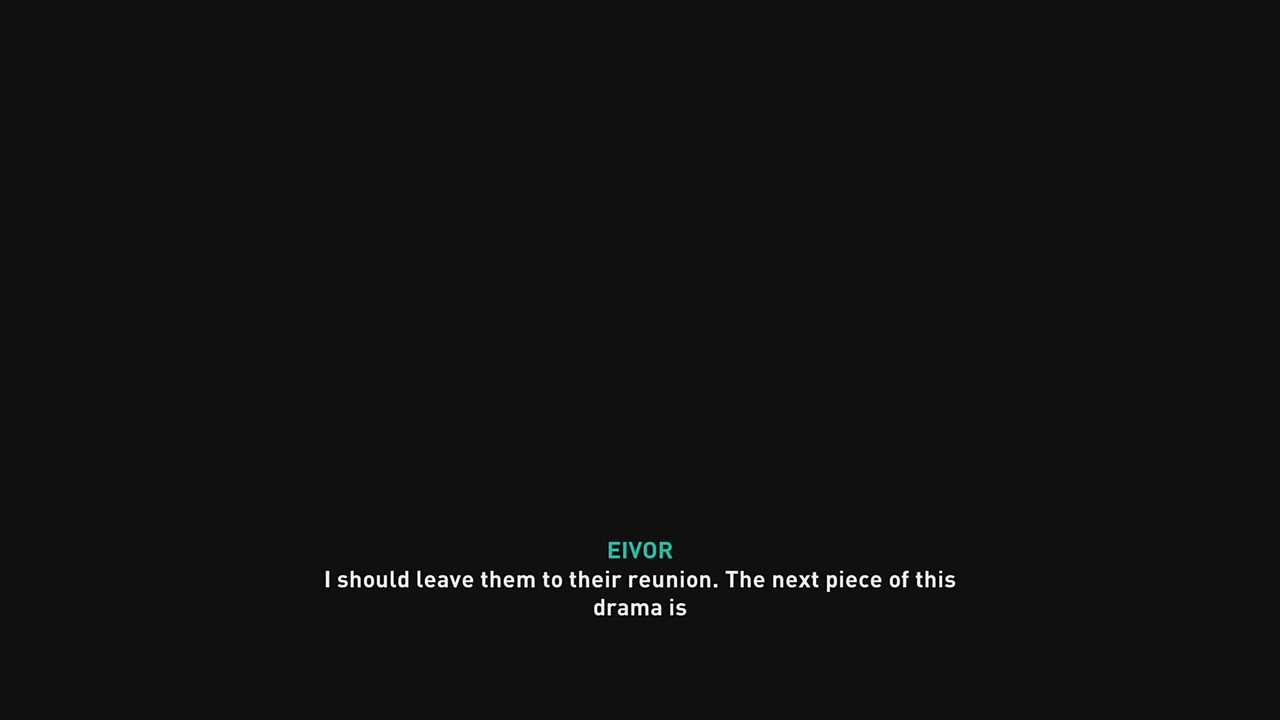 EIVOR
I should leave them to their reunion. The next piece of this
drama is